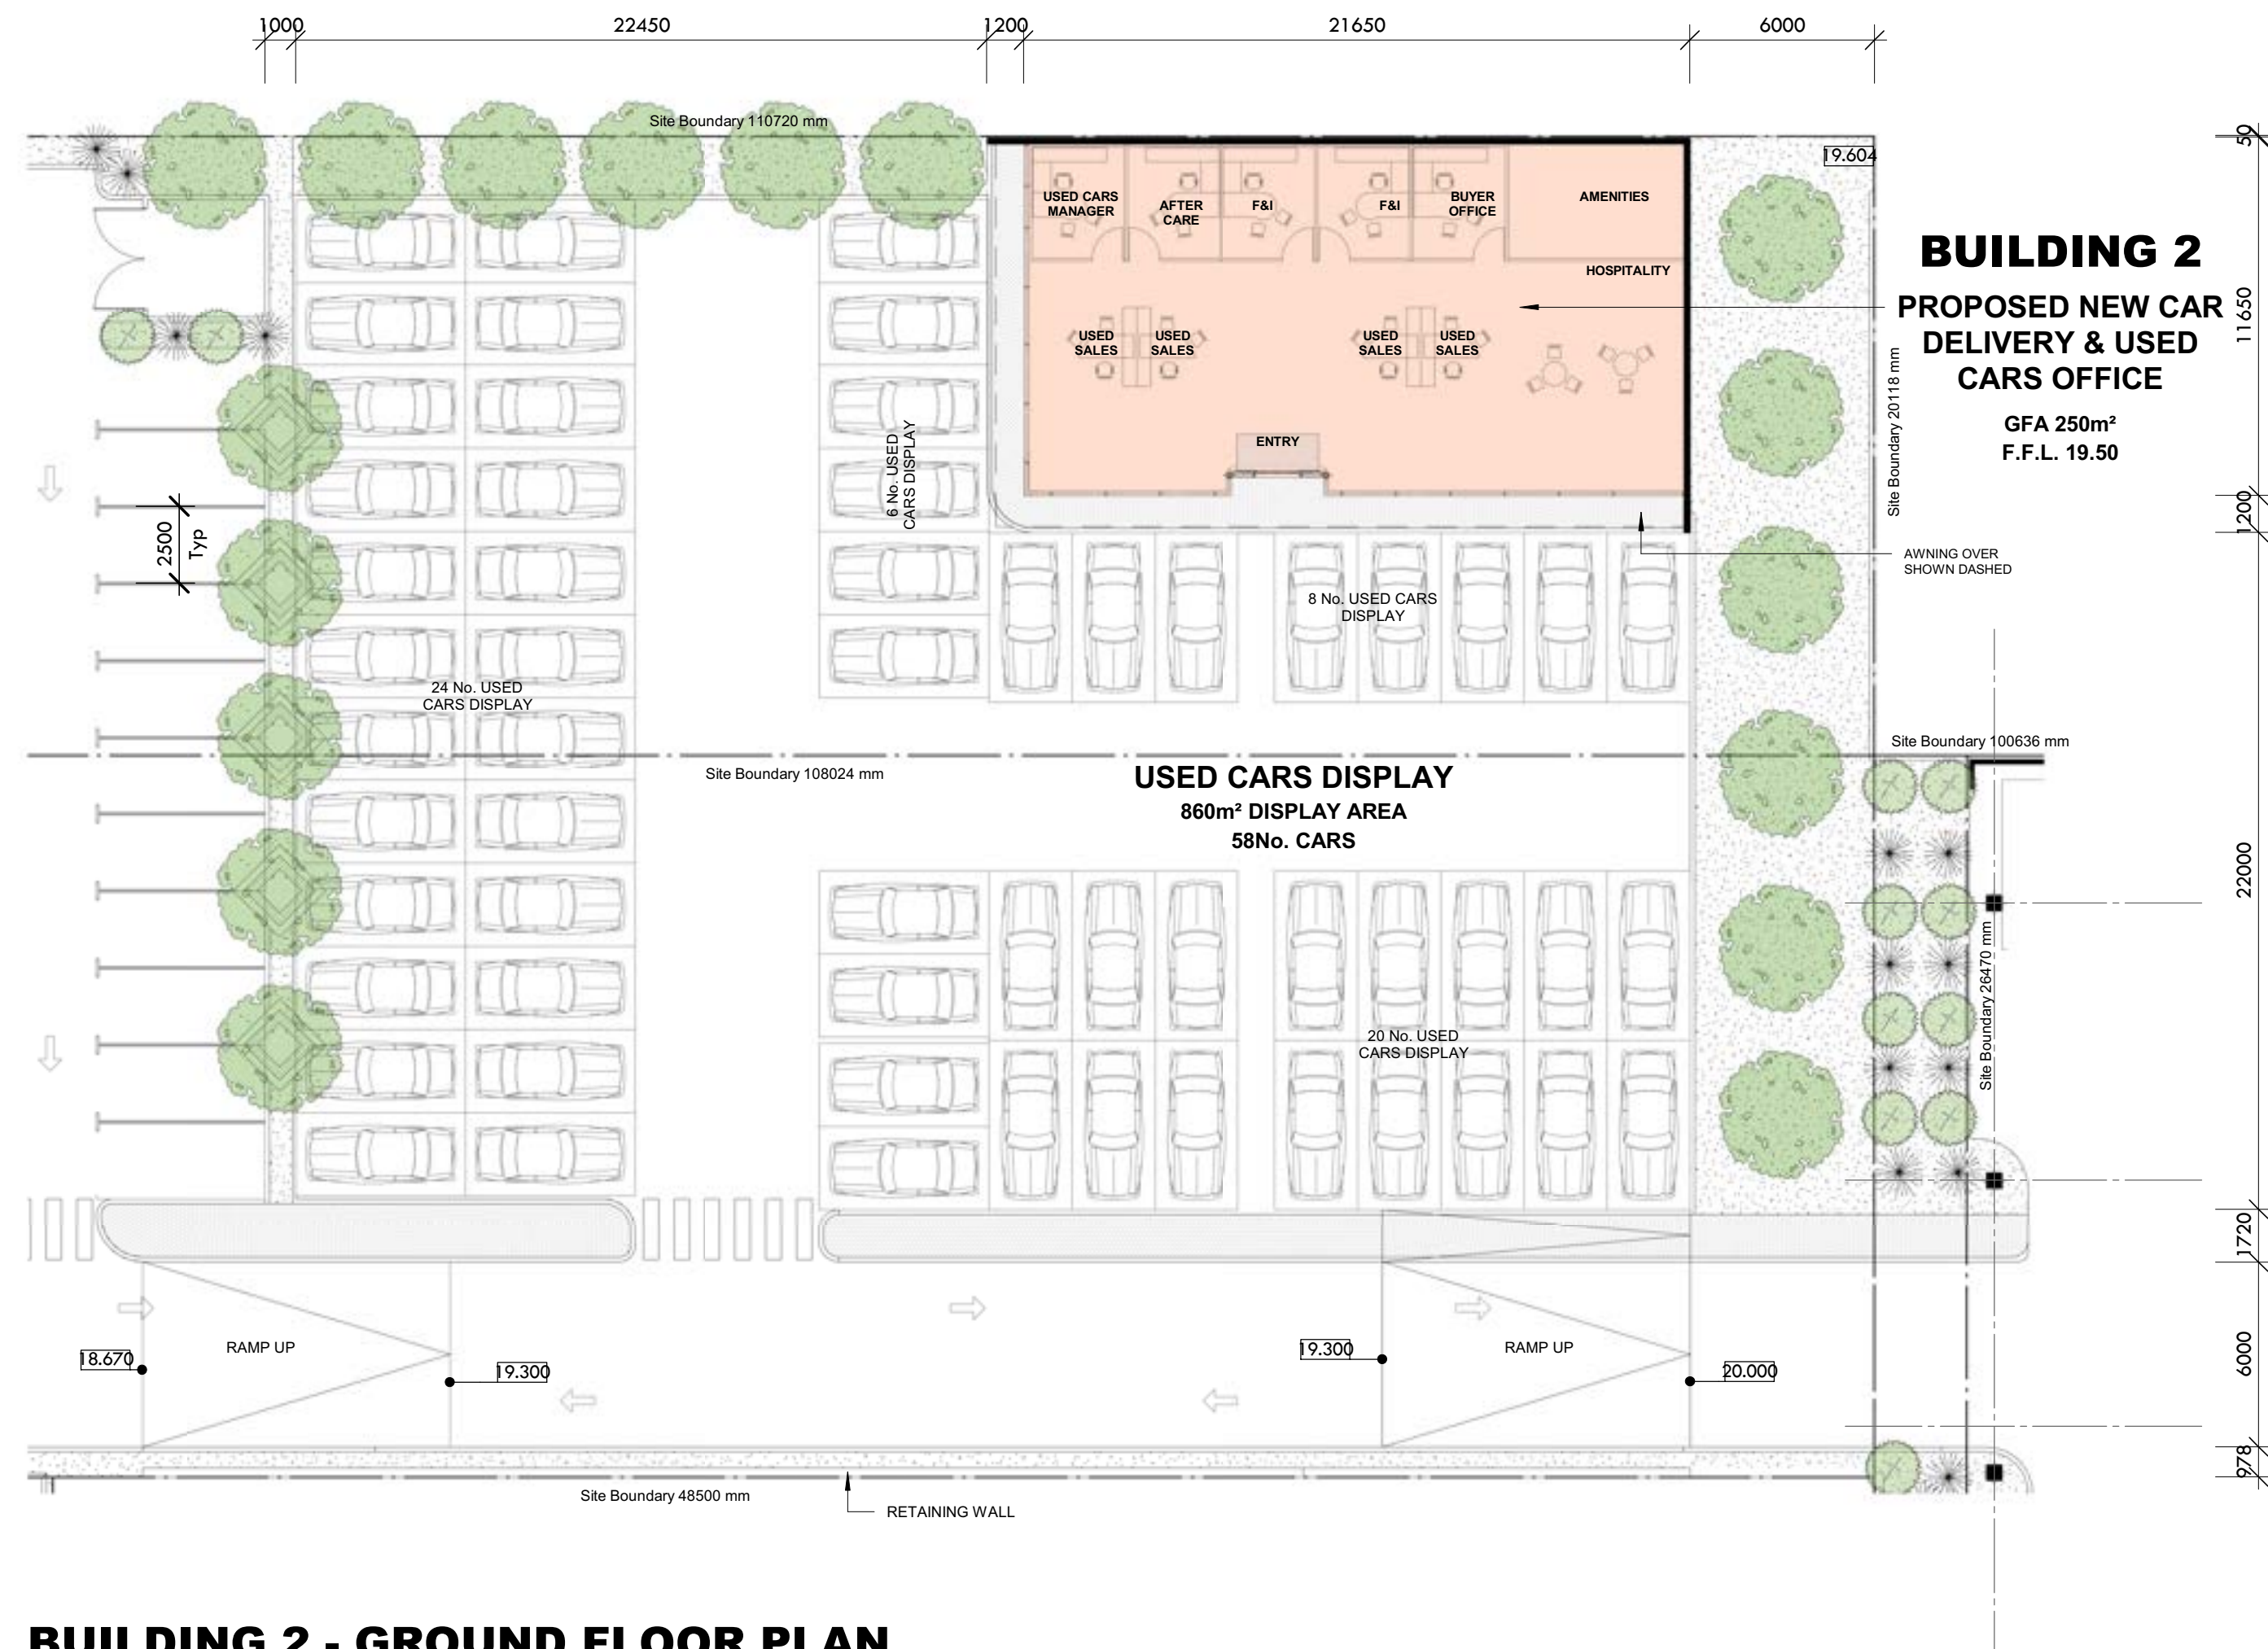 1000
22450
1200
21650
6000
Site Boundary 110720 mm
50
19.604
USED CARS
MANAGER
AFTER
CARE
F&I
F&I
BUYER
OFFICE
AMENITIES
HOSPITALITY
BUILDING 2
PROPOSED NEW CAR
DELIVERY & USED
CARS OFFICE
GFA 250m²
F.F.L. 19.50
11650
USED
SALES
USED
SALES
USED
SALES
USED
SALES
Site Boundary 20118 mm
ENTRY
6 No. USED
CARS DISPLAY
2500
Typ
1200
AWNING OVER
SHOWN DASHED
8 No. USED CARS
DISPLAY
24 No. USED
CARS DISPLAY
Site Boundary 100636 mm
Site Boundary 108024 mm
USED CARS DISPLAY
860m² DISPLAY AREA
58No. CARS
22000
Site Boundary 26470 mm
20 No. USED
CARS DISPLAY
1720
RAMP UP
18.670
19.300
19.300
RAMP UP
20.000
6000
978
Site Boundary 48500 mm
RETAINING WALL
BUILDING 2 - GROUND FLOOR PLAN